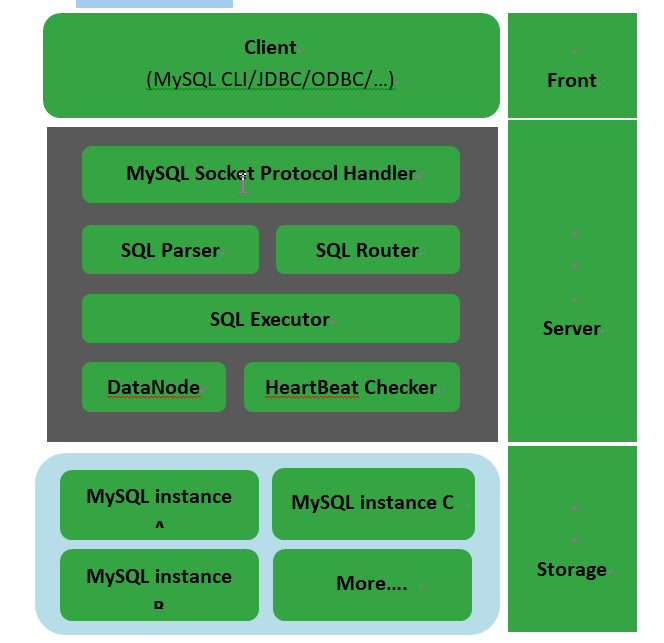 Client
(MySQL CLI/JDBC/ODBC/...)
Front
MySQL Socket Protocol Handler
SQL Parser
SQL Router
SQL Executor
Server
DataNode
HeartBeat Checker
MySQL instance
A
MySQL instance C
MySQL instance
B
More....
Storage